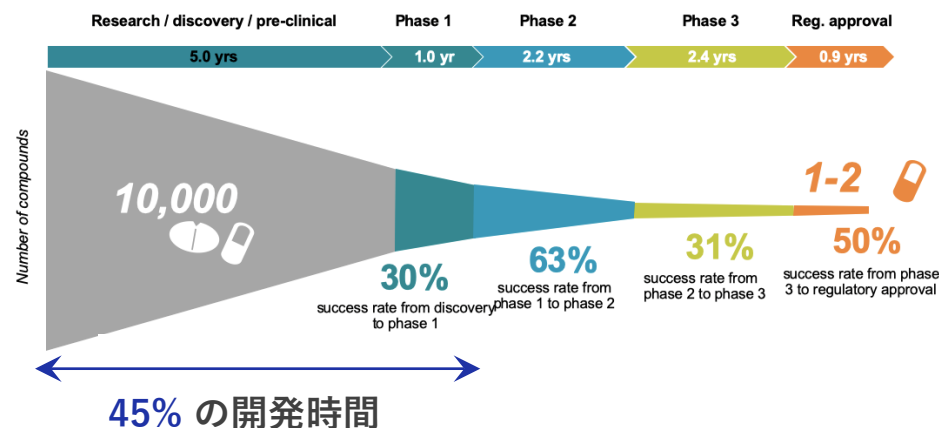 Research / discovery / pre-clinical
Phase 1
Phase 2
Phase 3
Reg. approval
5.0 yrs
1.0 yr
2.2 yrs
2.4 yrs
0.9 yrs
Number of compounds
10,000
30%
success rate from discovery
to phase 1
63%
success rate from
phase 1 to phase 2
31%
success rate from
phase 2 to phase 3
1-2
50%
success rate from phase
3 to regulatory approval
45% の開発時間